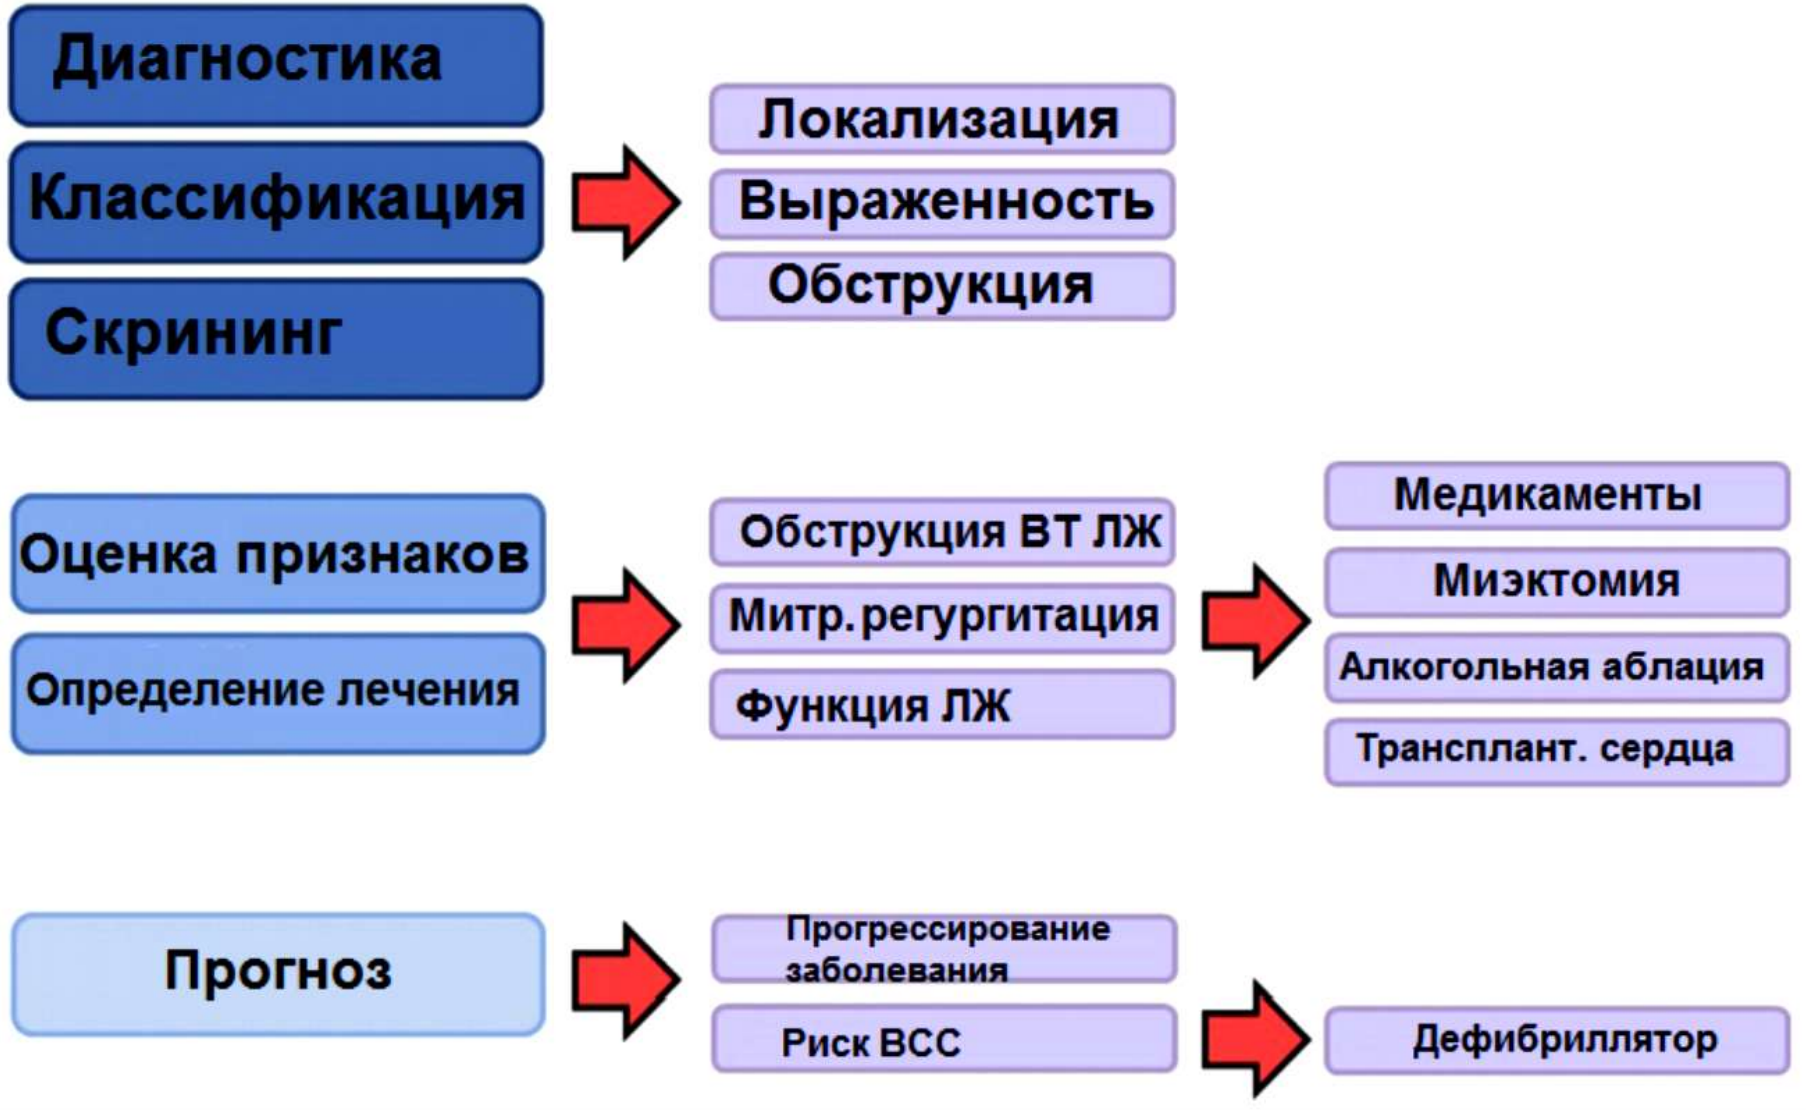 Диагностика
Классификация
Скрининг
Локализация
Выраженность
Обструкция
Оценка признаков
Определение лечения
Обструкция ВТ ЛЖ
Митр.регургитация
Функция ЛЖ
Медикаменты
Миэктомия
Алкогольная аблация
Трансплант. сердца
Прогноз
Прогрессирование
заболевания
Риск ВСС
Дефибриллятор